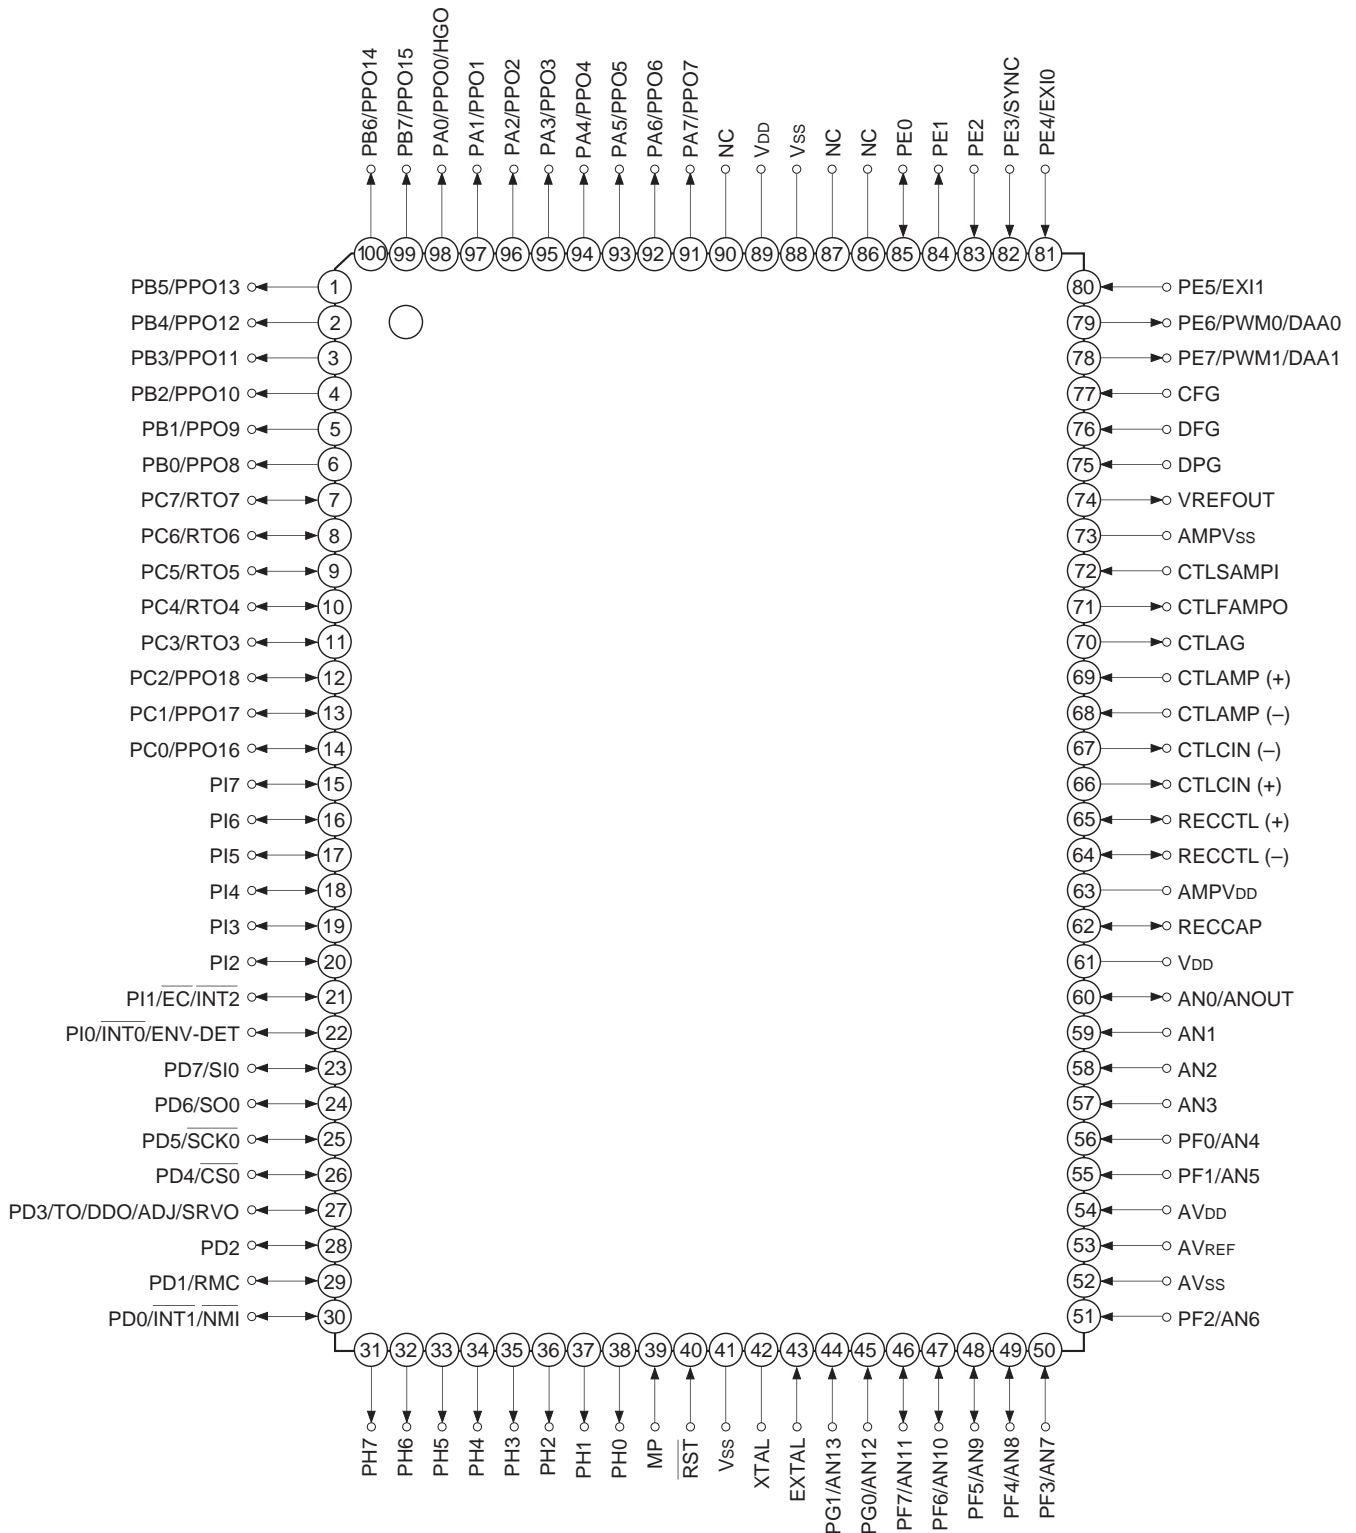 PB6/PPO14
PB7/PPO15
PA0/PPO0/HGO
PA1/PPO1
PA2/PPO2
PA3/PPO3
PA4/PPO4
PA5/PPO5
PA6/PPO6
PA7/PPO7
NC
VDD
VSS
NC
NC
PE0
PE1
PE2
PE3/SYNC
PE4/EXI0
100 99 98 97 96 95 94 93 92 91 90 89 88 87 86 85 84 83 82 81
PB5/PPO13 1
PB4/PPO12 2
PB3/PPO11 3
PB2/PPO10 4
PB1/PPO9 5
PB0/PPO8 6
PC7/RTO7 7
PC6/RTO6 8
PC5/RTO5 9
PC4/RTO4 10
PC3/RTO3 11
PC2/PPO18 12
PC1/PPO17 13
PC0/PPO16 14
PI7 15
PI6 16
PI5 17
PI4 18
PI3 19
PI2 20
PI1/EC/INT2 21
PI0/INT0/ENV-DET 22
PD7/SI0 23
PD6/SO0 24
PD5/SCK0 25
PD4/CS0 26
PD3/TO/DDO/ADJ/SRVO 27
PD2 28
PD1/RMC 29
PD0/INT1/NMI 30
80 PE5/EXI1
79 PE6/PWM0/DAA0
78 PE7/PWM1/DAA1
77 CFG
76 DFG
75 DPG
74 VREFOUT
73 AMPVSS
72 CTLSAMPI
71 CTLFAMPO
70 CTLAG
69 CTLAMP (+)
68 CTLAMP (–)
67 CTLCIN (–)
66 CTLCIN (+)
65 RECCTL (+)
64 RECCTL (–)
63 AMPVDD
62 RECCAP
61 VDD
60 AN0/ANOUT
59 AN1
58 AN2
57 AN3
56 PF0/AN4
55 PF1/AN5
54 AVDD
53 AVREF
52 AVSS
51 PF2/AN6
31 32 33 34 35 36 37 38 39 40 41 42 43 44 45 46 47 48 49 50
PH7
PH6
PH5
PH4
PH3
PH2
PH1
PH0
MP
RST
VSS
XTAL
EXTAL
PG1/AN13
PG0/AN12
PF7/AN11
PF6/AN10
PF5/AN9
PF4/AN8
PF3/AN7